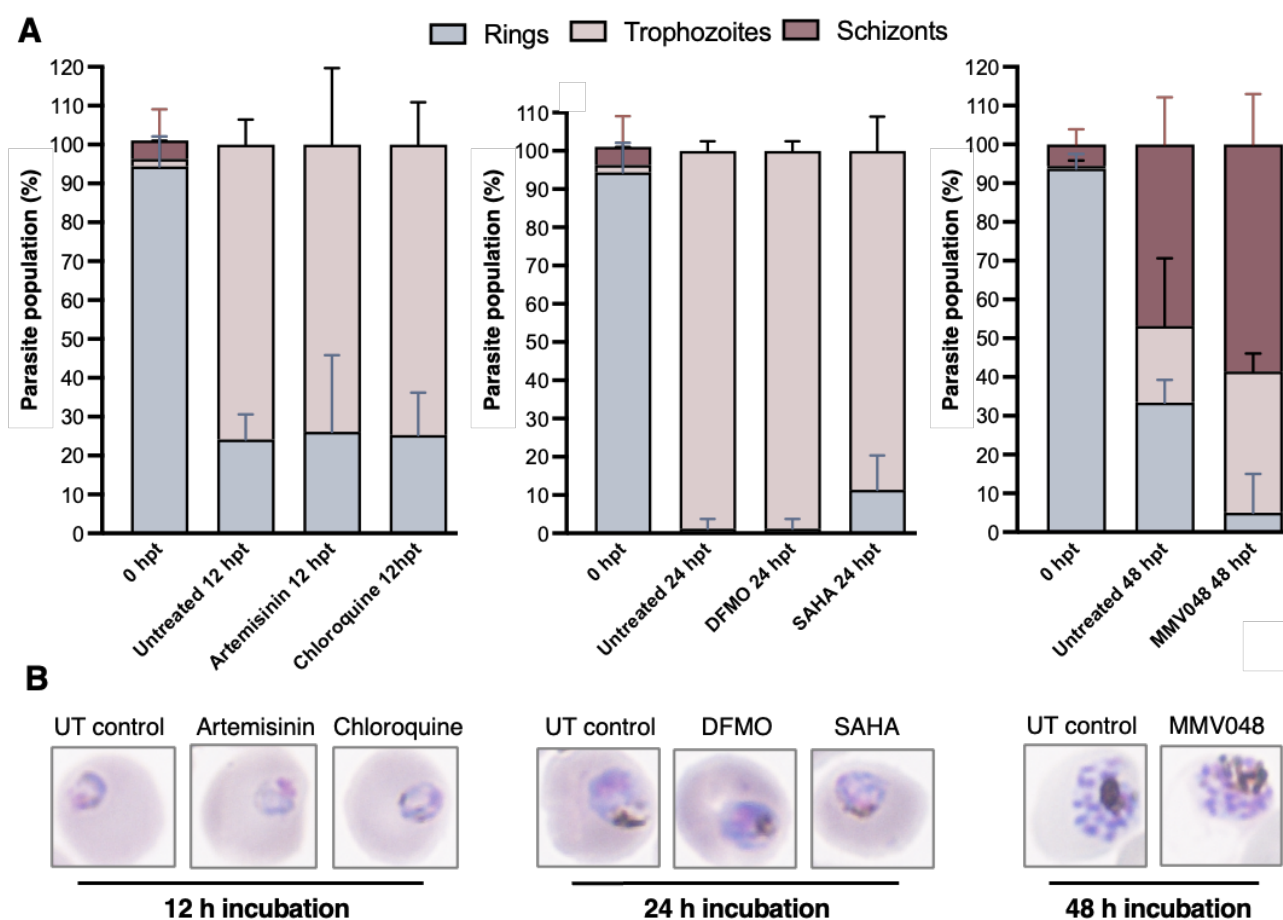 A
Rings Trophozoites Schizonts
Parasite population (%)
120
110
100
90
80
70
60
50
40
30
20
10
0
0 hpt
Untreated 12 hpt
Artemisinin 12 hpt
Chloroquine 12hpt
Parasite population (%)
110
100
90
80
70
60
50
40
30
20
10
0
0 hpt
Untreated 24 hpt
DFMO 24 hpt
SAHA 24 hpt
Parasite population (%)
120
110
100
90
80
70
60
50
40
30
20
10
0
0 hpt
Untreated 48 hpt
MMV048 48 hpt
B
UT control Artemisinin Chloroquine
12 h incubation
UT control DFMO SAHA
24 h incubation
UT control MMV048
48 h incubation